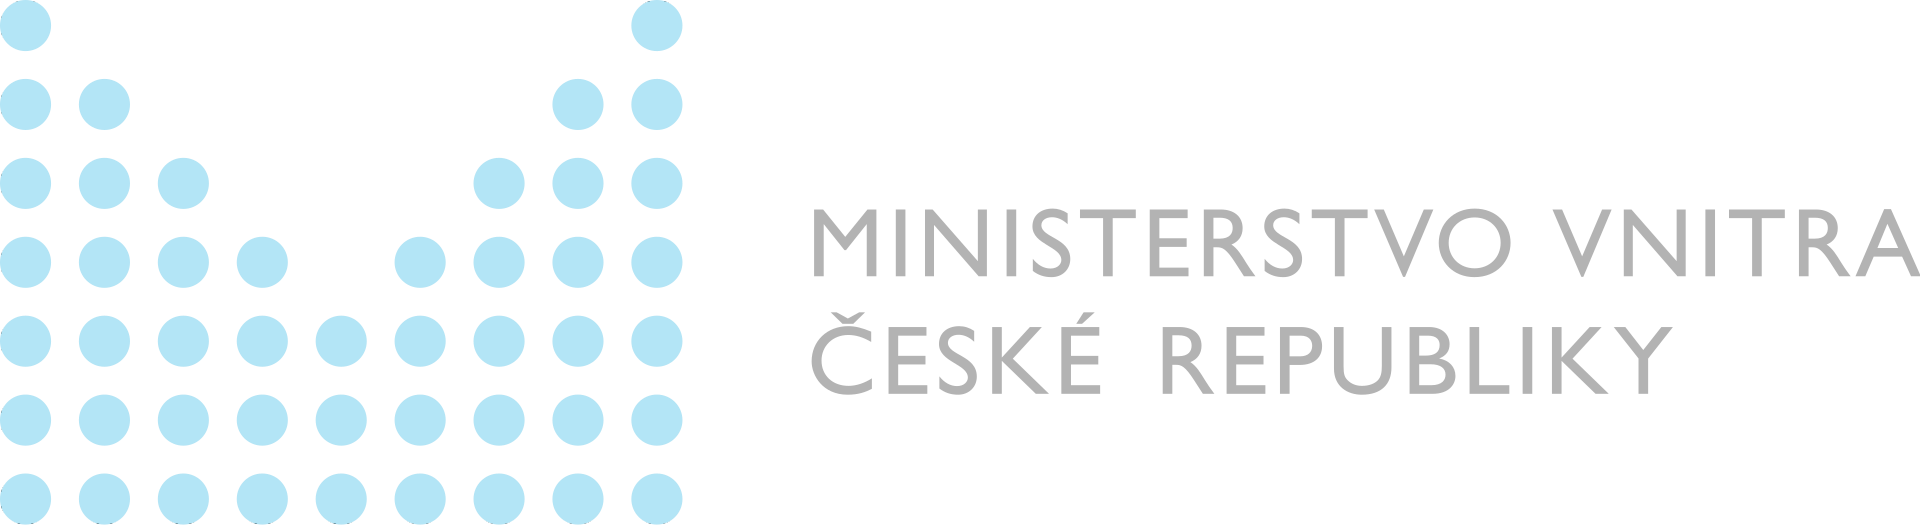 MINISTERSTVO VNITRA
ČESKÉ REPUBLIKY